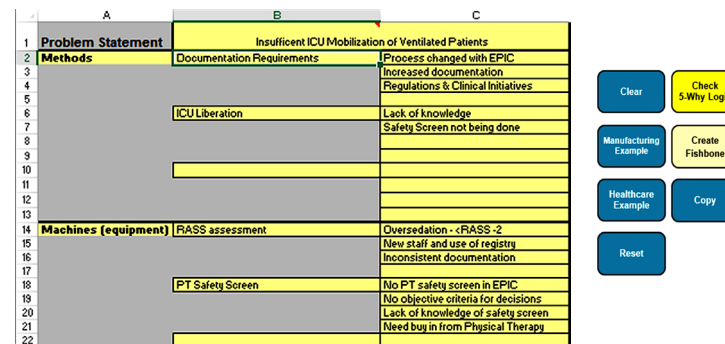 A B C
1 Problem Statement Insufficent ICU Mobilization of Ventilated Patients
2 Methods Documentation Requirements Process changed with EPIC
3 Increased documentation
4 Regulations & Clinical Initiatives
5
6 ICU Liberation Lack of knowledge
7 Safety Screen not being done
8
9
10
11
12
13
14 Machines (equipment) RASS assessment Oversedation - <RASS -2
15 New staff and use of registry
16 Inconsistent documentation
17
18 PT Safety Screen No PT safety screen in EPIC
19 No objective criteria for decisions
20 Lack of knowledge of safety screen
21 Need buy in from Physical Therapy
22
Clear
Check
5-Why Logi
Manufacturing
Example
Create
Fishbone
Healthcare
Example
Copy
Reset